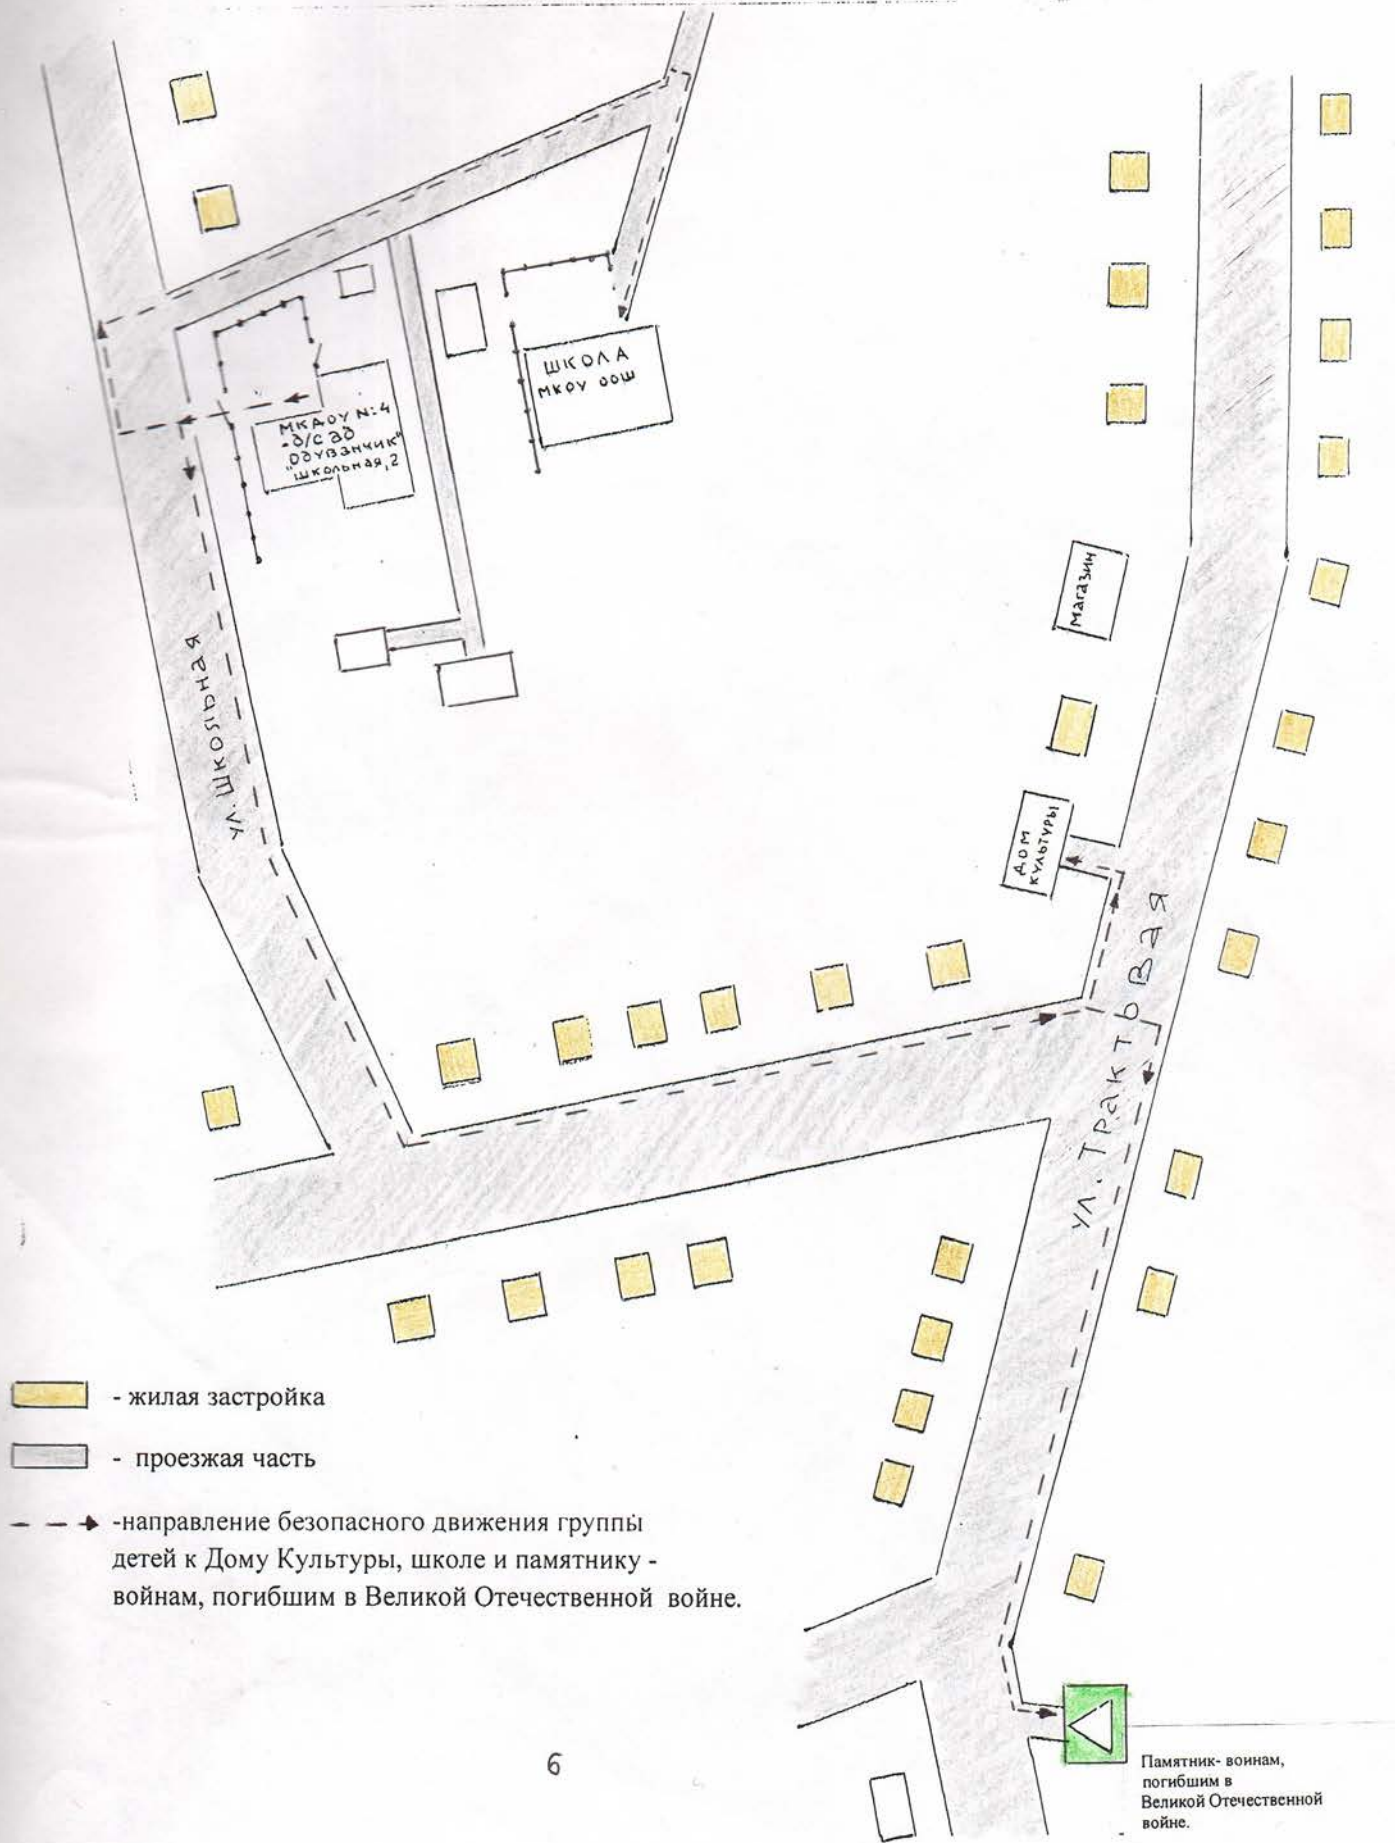 ШКОЛА
МКОУ ООШ
МКДОУ №:4
-д/с ад
"Одуванчик"
школьная, 2
магазин
ул. Школьная
ДОМ
КУЛЬТУРЫ
ул. Трактовая
- жилая застройка
- проезжая часть
-направление безопасного движения группы
детей к Дому Культуры, школе и памятнику -
войнам, погибшим в Великой Отечественной войне.
6
Памятник- воинам,
погибшим в
Великой Отечественной
войне.